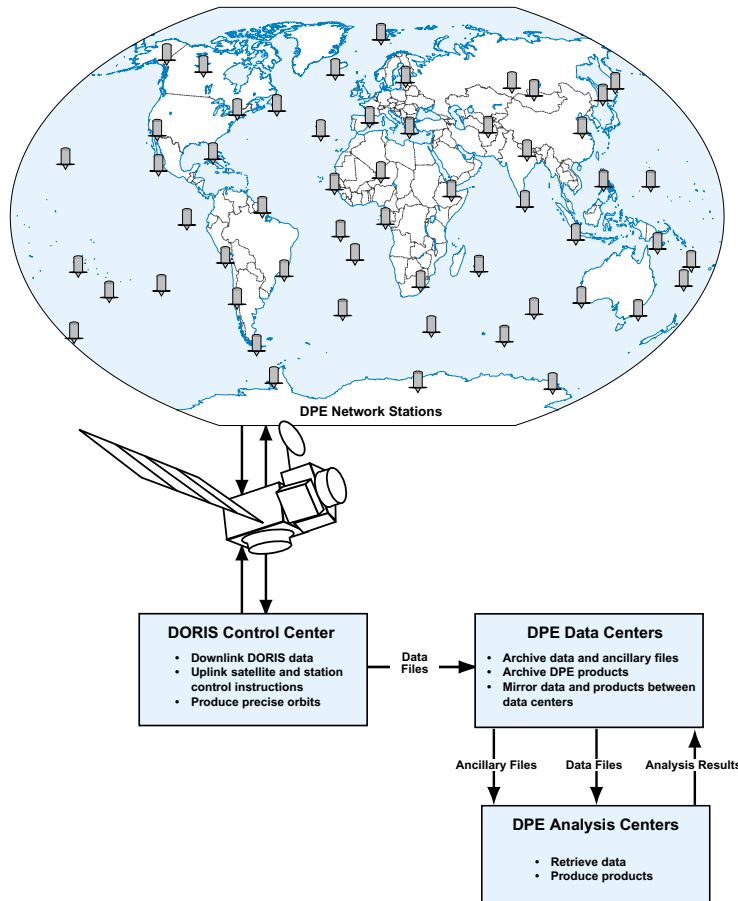 DPE Network Stations
DORIS Control Center
• Downlink DORIS data
• Uplink satellite and station
control instructions
• Produce precise orbits
Data
Files
DPE Data Centers
• Archive data and ancillary files
• Archive DPE products
• Mirror data and products between
data centers
Ancillary Files
Data Files
Analysis Results
DPE Analysis Centers
• Retrieve data
• Produce products